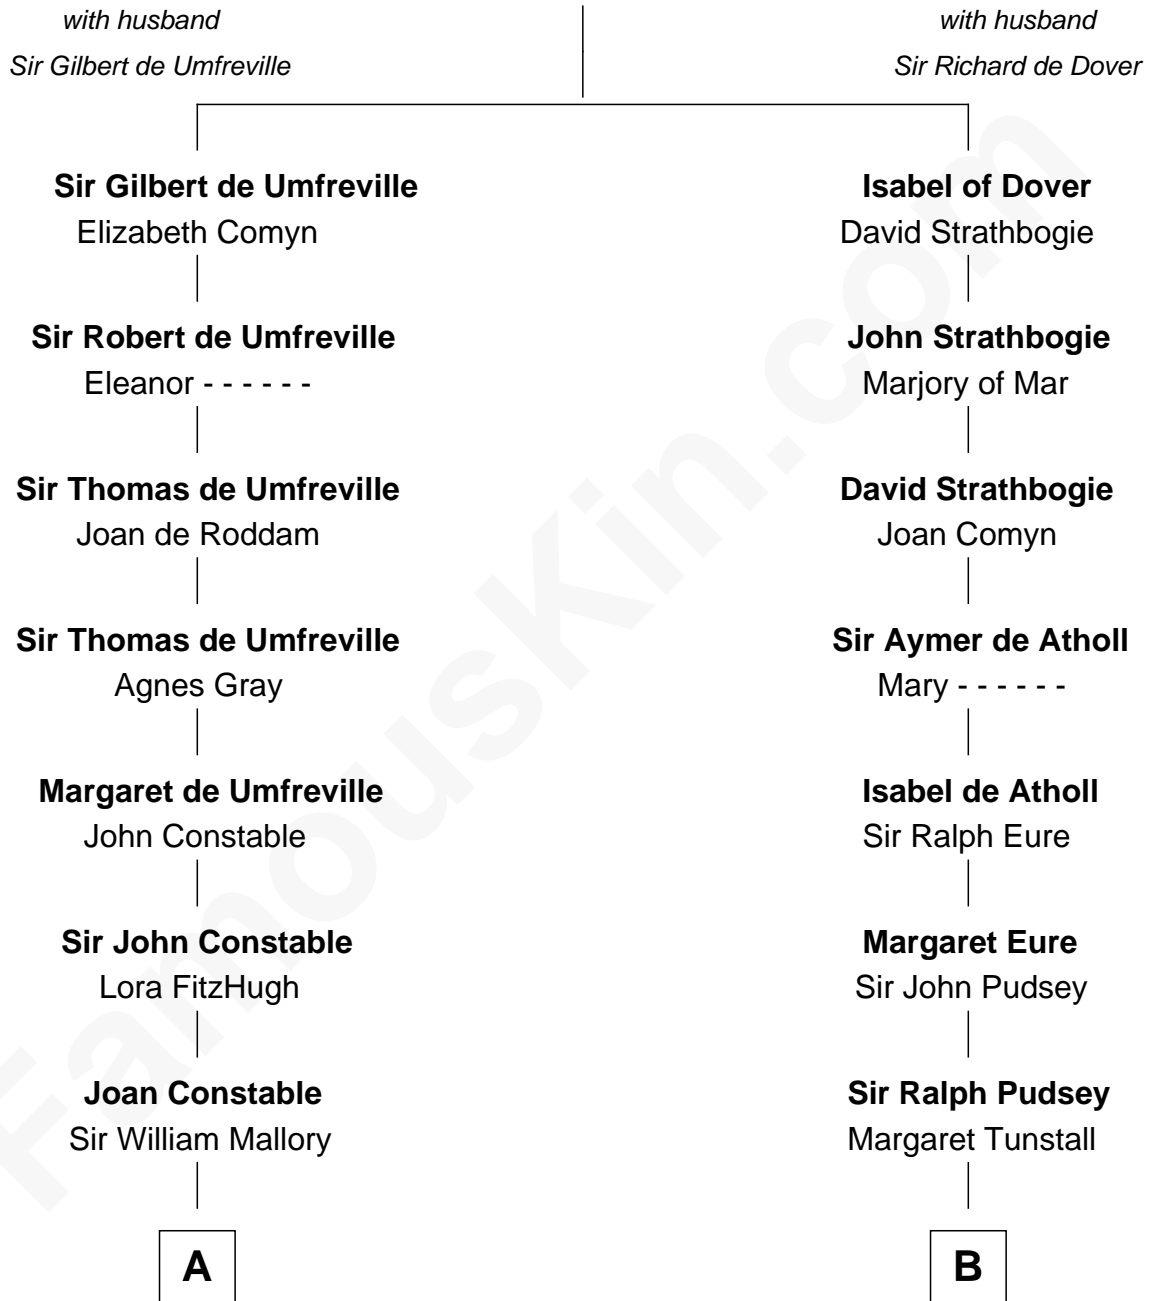 with husband
Sir Gilbert de Umfreville
with husband
Sir Richard de Dover
Sir Gilbert de Umfreville
Elizabeth Comyn
Isabel of Dover
David Strathbogie
Sir Robert de Umfreville
Eleanor - - - - - -
John Strathbogie
Marjory of Mar
Sir Thomas de Umfreville
Joan de Roddam
David Strathbogie
Joan Comyn
Sir Thomas de Umfreville
Agnes Gray
Sir Aymer de Atholl
Mary - - - - - -
Margaret de Umfreville
John Constable
Isabel de Atholl
Sir Ralph Eure
Sir John Constable
Lora FitzHugh
Margaret Eure
Sir John Pudsey
Joan Constable
Sir William Mallory
Sir Ralph Pudsey
Margaret Tunstall
A
B
FamousKin.com